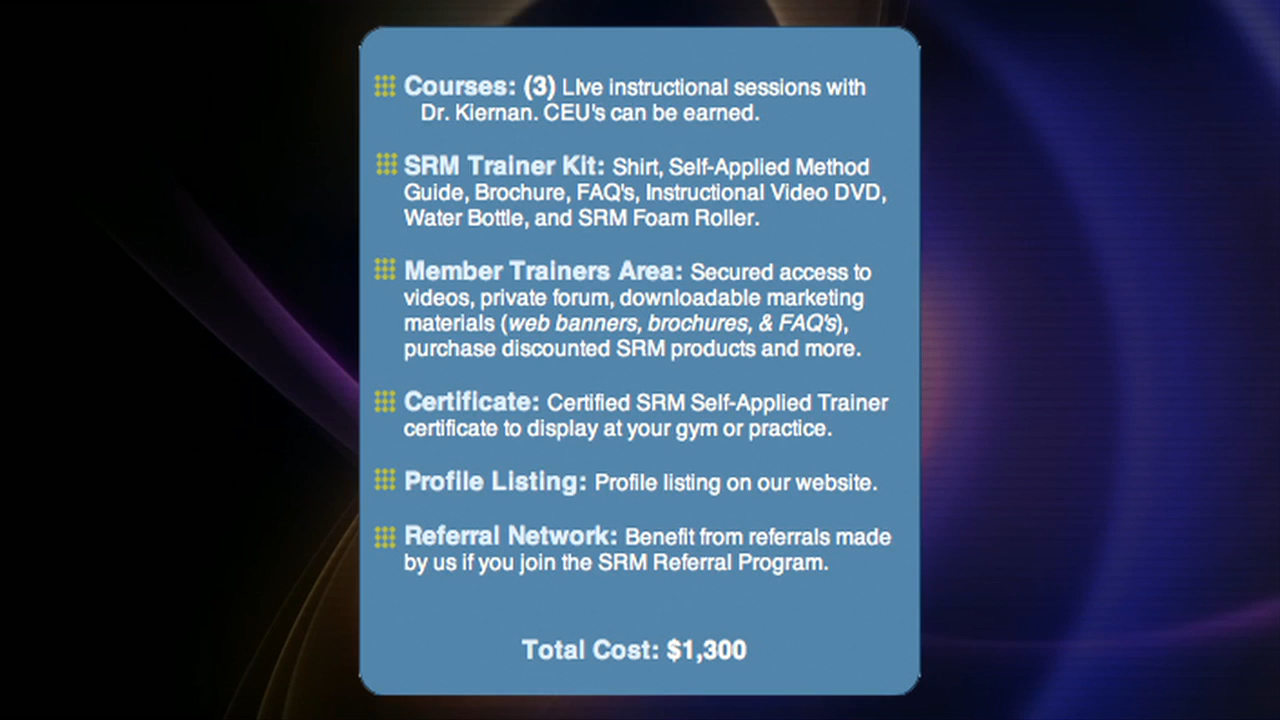 Courses: (3) LIve instructional sessions with
Dr. Kiernan. CEU's can be earned.
SRM Trainer Kit: Shirt, Self-Applied Method
Guide, Brochure, FAQ's, Instructional Video DVD,
Water Bottle, and SRM Foam Roller.
Member Trainers Area: Secured access to
videos, private forum, downloadable marketing
materials (web banners, brochures, & FAQ's),
purchase discounted SRM products and more.
Certificate: Certified SRM Self-Applied Trainer
certificate to display at your gym or practice.
Profile Listing: Profile listing on our website.
Referral Network: Benefit from referrals made
by us if you join the SRM Referral Program.
Total Cost: $1,300